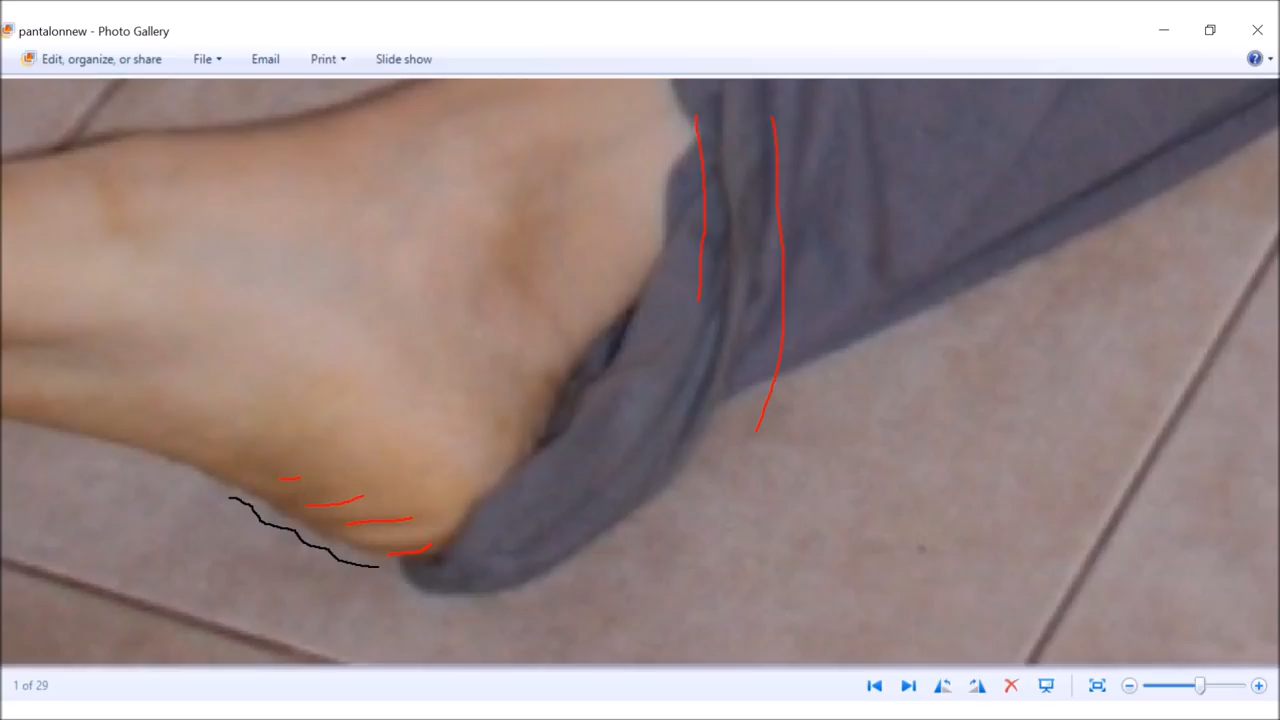 pantalonnew - Photo Gallery
Edit, organize, or share File Email Print Slide show
1 of 29